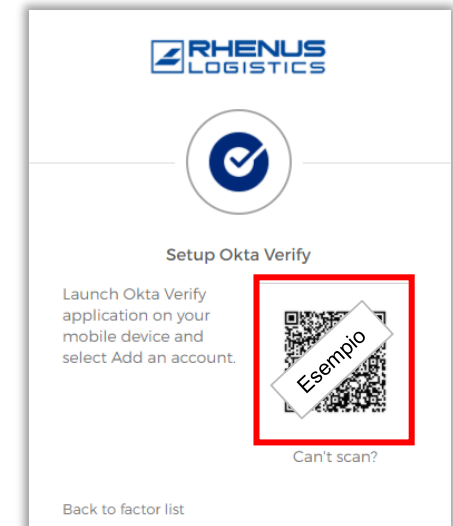 RHENUS
LOGISTICS
Setup Okta Verify
Launch Okta Verify
application on your
mobile device and
select Add an account.
Esempio
Can't scan?
Back to factor list